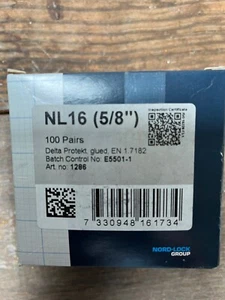 Inspection Certificate
NL16 (5/8")
100 Pairs
Delta Protekt, glued, EN 1.7182
Batch Control No: E5501-1
Art. no: 1286
7 330948 161734
NORD-LOCK
GROUP